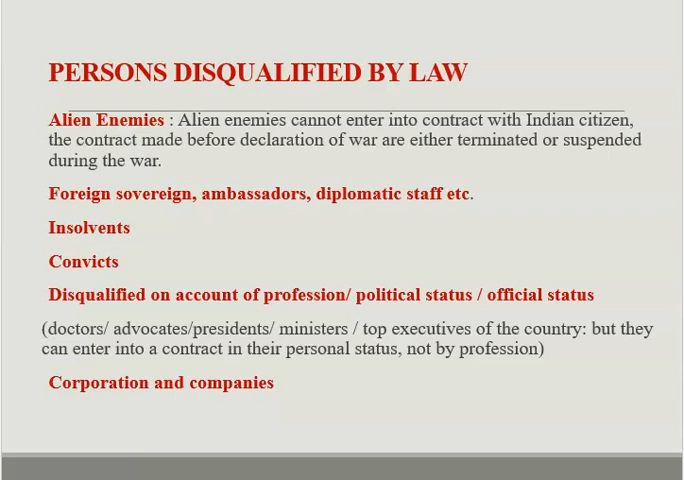 PERSONS DISQUALIFIED BY LAW
Alien Enemies : Alien enemies cannot enter into contract with Indian citizen,
the contract made before declaration of war are either terminated or suspended
during the war.
Foreign sovereign, ambassadors, diplomatic staff etc.
Insolvents
Convicts
Disqualified on account of profession/ political status / official status
(doctors/ advocates/presidents/ ministers / top executives of the country: but they
can enter into a contract in their personal status, not by profession)
Corporation and companies